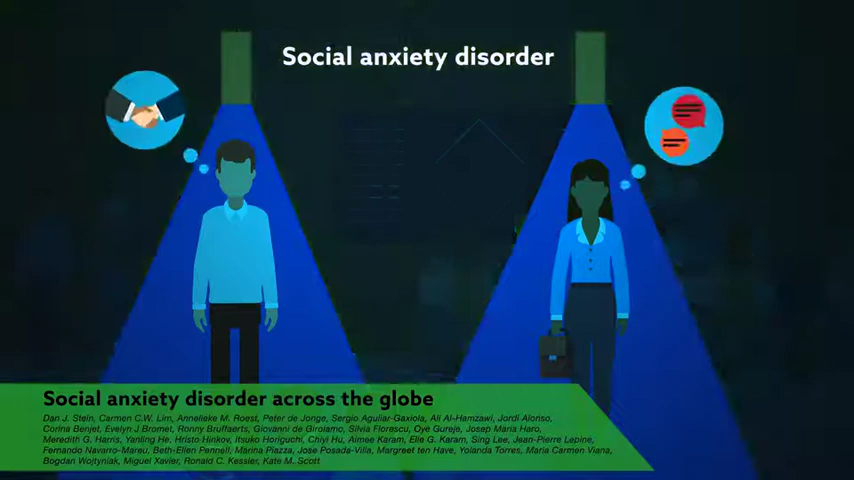 Social anxiety disorder
Social anxiety disorder across the globe
Dan J. Stein, Carmen C.W. Lim, Annelieke M. Roest, Peter de Jonge, Sergio Aguilar-Gaxiola, Ali Al-Hamzawi, Jordi Alonso,
Corina Benjet, Evelyn J Bromet, Ronny Bruffaerts, Giovanni de Girolamo, Silvia Florescu, Oye Gureje, Josep Maria Haro,
Meredith G. Harris, Yanling He, Hristo Hinkov, Itsuko Horiguchi, Chiyi Hu, Aimee Karam, Elie G. Karam, Sing Lee, Jean-Pierre Lepine,
Fernando Navarro-Mateu, Beth-Ellen Pennell, Marina Piazza, Jose Posada-Villa, Margreet ten Have, Yolanda Torres, Maria Carmen Viana,
Bogdan Wojtyniak, Miguel Xavier, Ronald C. Kessler, Kate M. Scott